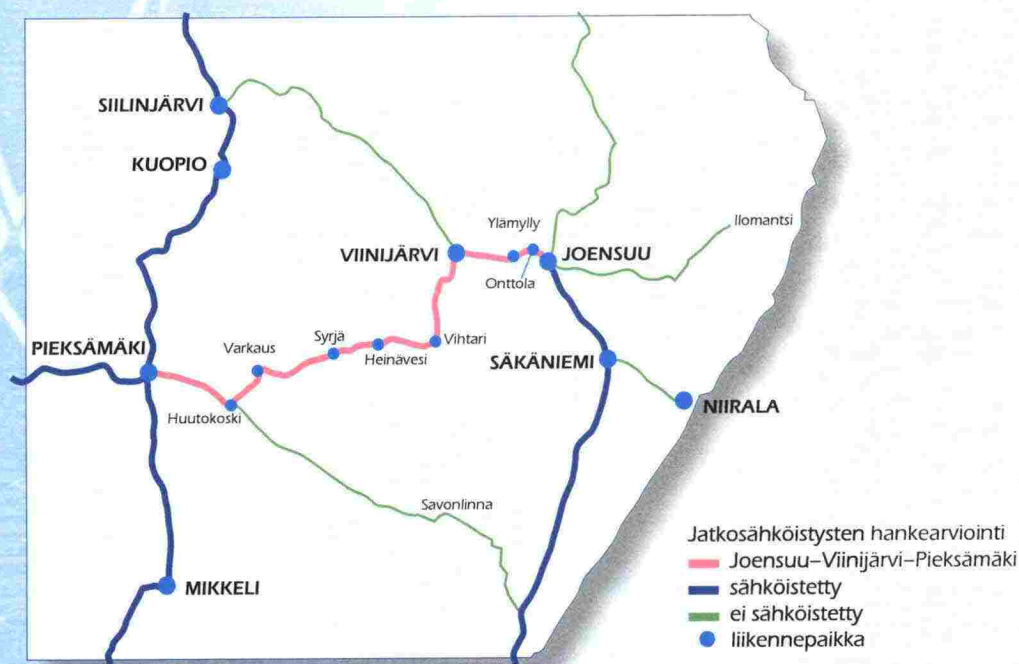 SIILINJÄRVI
KUOPIO
Ylämylly
Ilomantsi
VIINIJÄRVI
JOENSUU
Onttola
PIEKSÄMÄKI
Varkaus
Syrjä
Heinävesi
Vihtari
SÄKÄNIEMI
NIIRALA
Huutokoski
Savonlinna
MIKKELI
Jatkosähköistysten hankearviointi
Joensuu–Viinijärvi–Pieksämäki
sähköistetty
ei sähköistetty
liikennepaikka